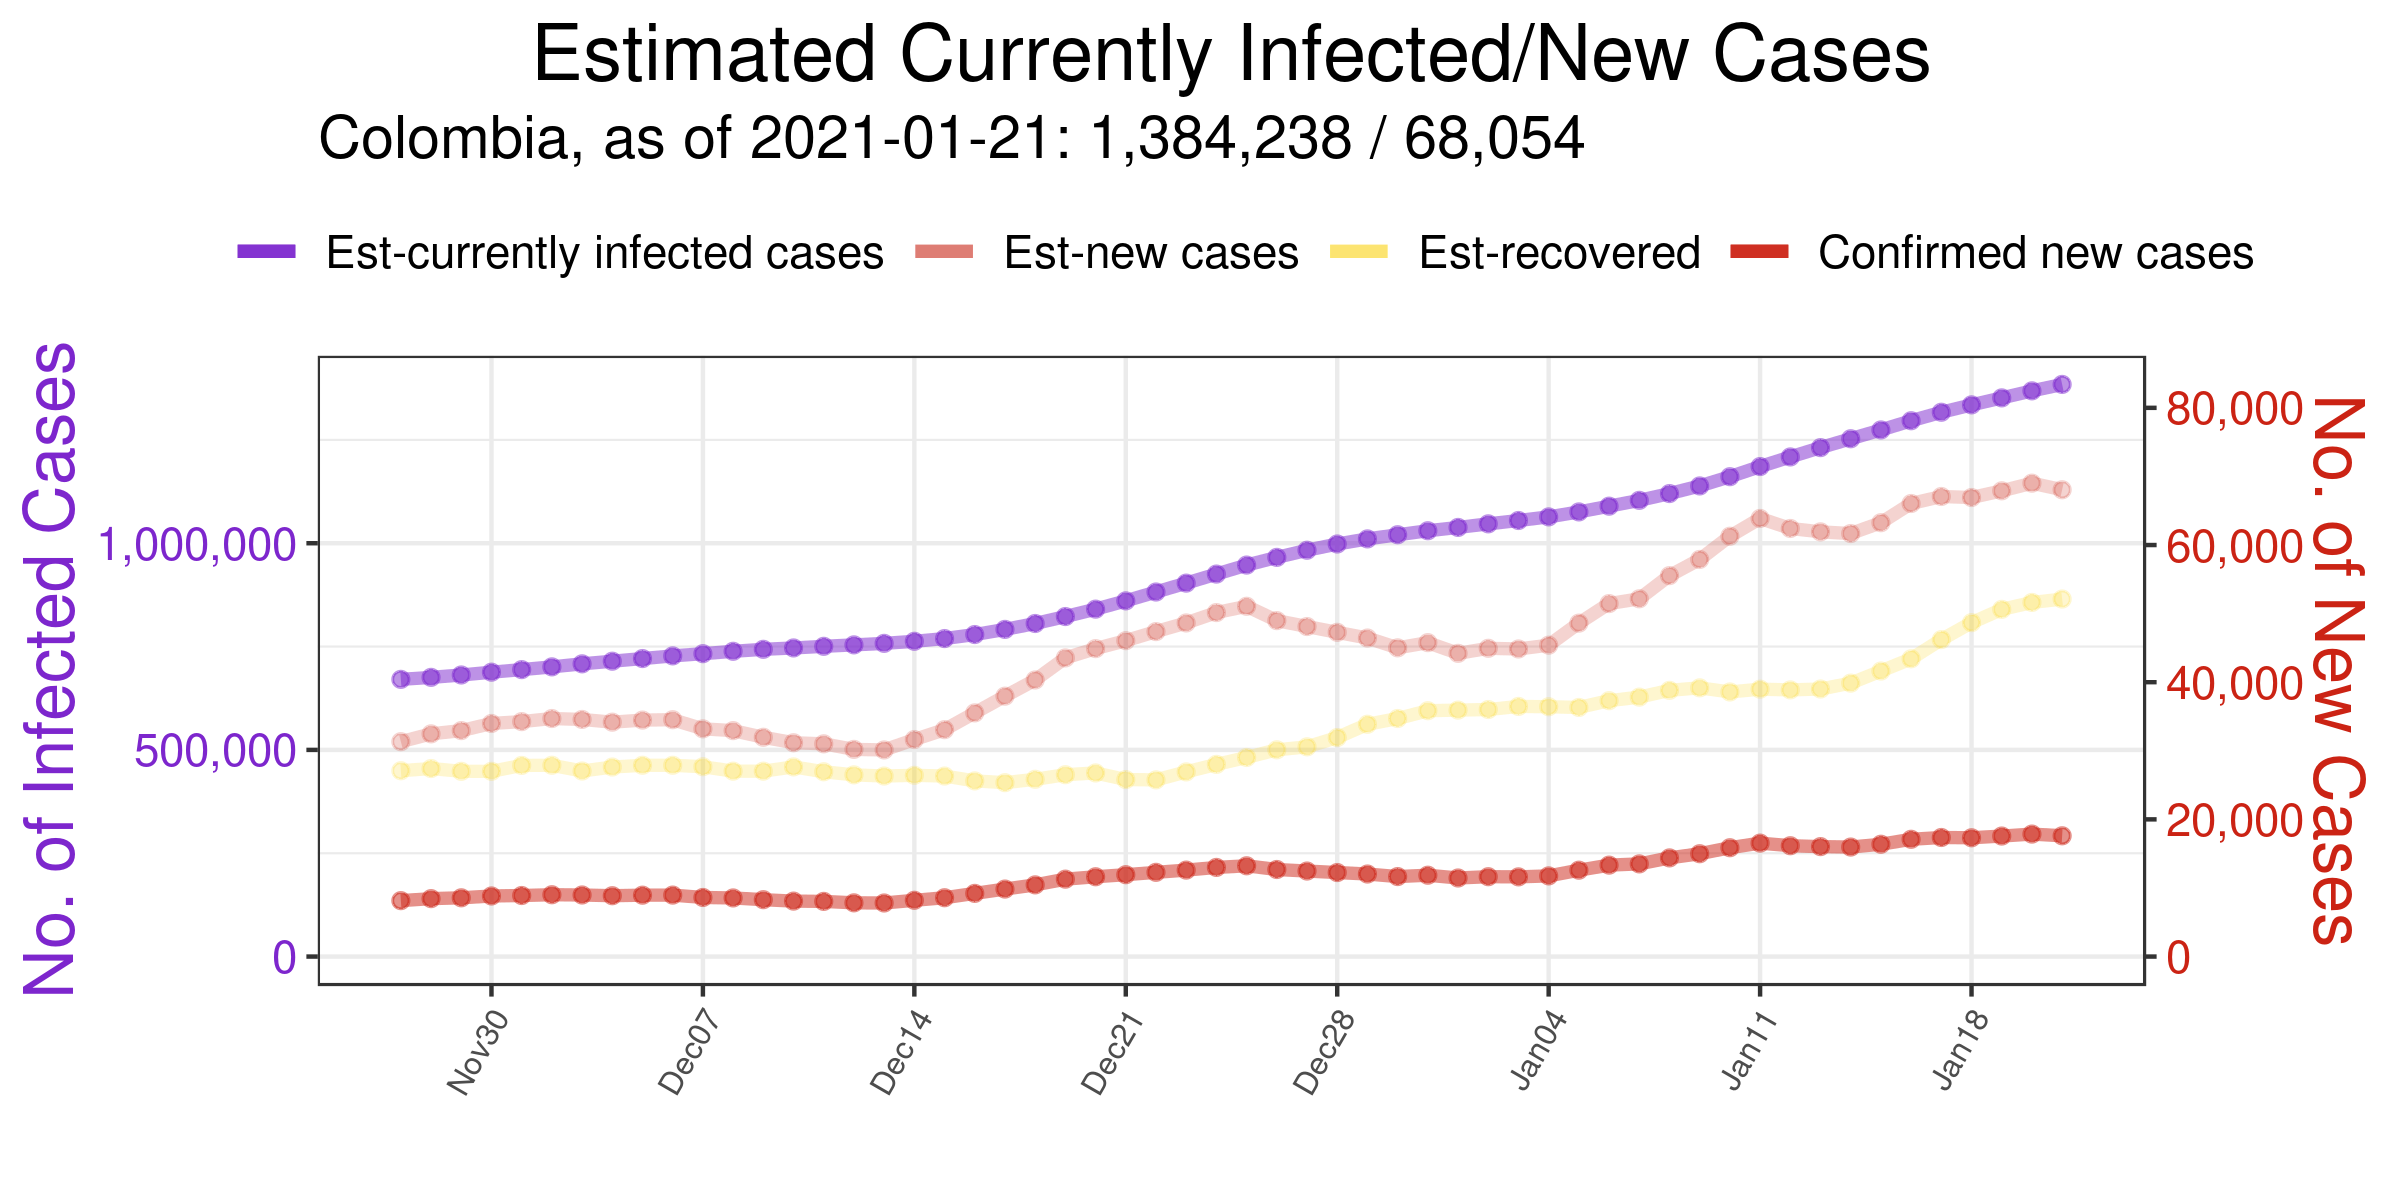 Estimated Currently Infected/New Cases
Colombia, as of 2021-01-21: 1,384,238 / 68,054
Est-currently infected cases Est-new cases Est-recovered Confirmed new cases
No. of Infected Cases
1,000,000
500,000
0
80,000
60,000
40,000
20,000
0
No. of New Cases
Nov30 Dec07 Dec14 Dec21 Dec28 Jan04 Jan11 Jan18